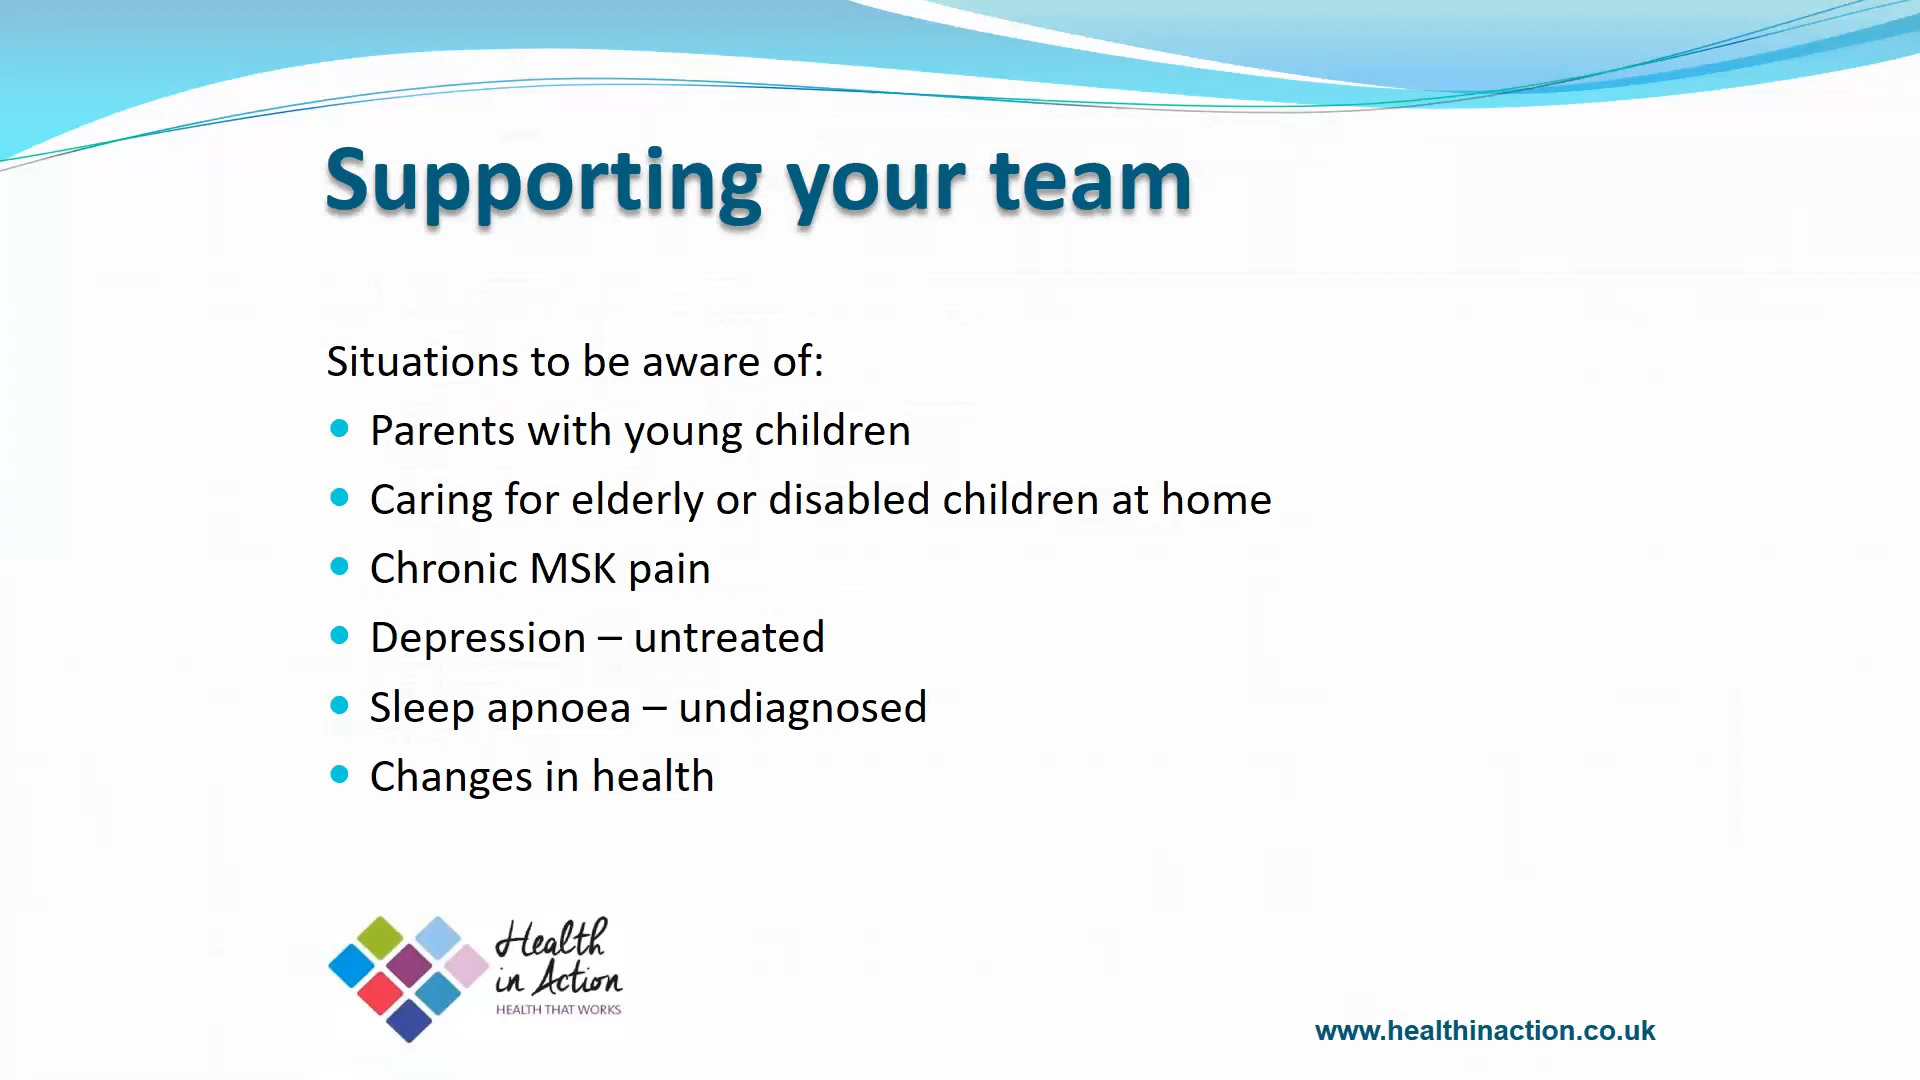 Supporting your team
Situations to be aware of:
• Parents with young children
• Caring for elderly or disabled children at home
• Chronic MSK pain
• Depression – untreated
• Sleep apnoea – undiagnosed
• Changes in health
Health
in Action
HEALTH THAT WORKS
www.healthinaction.co.uk